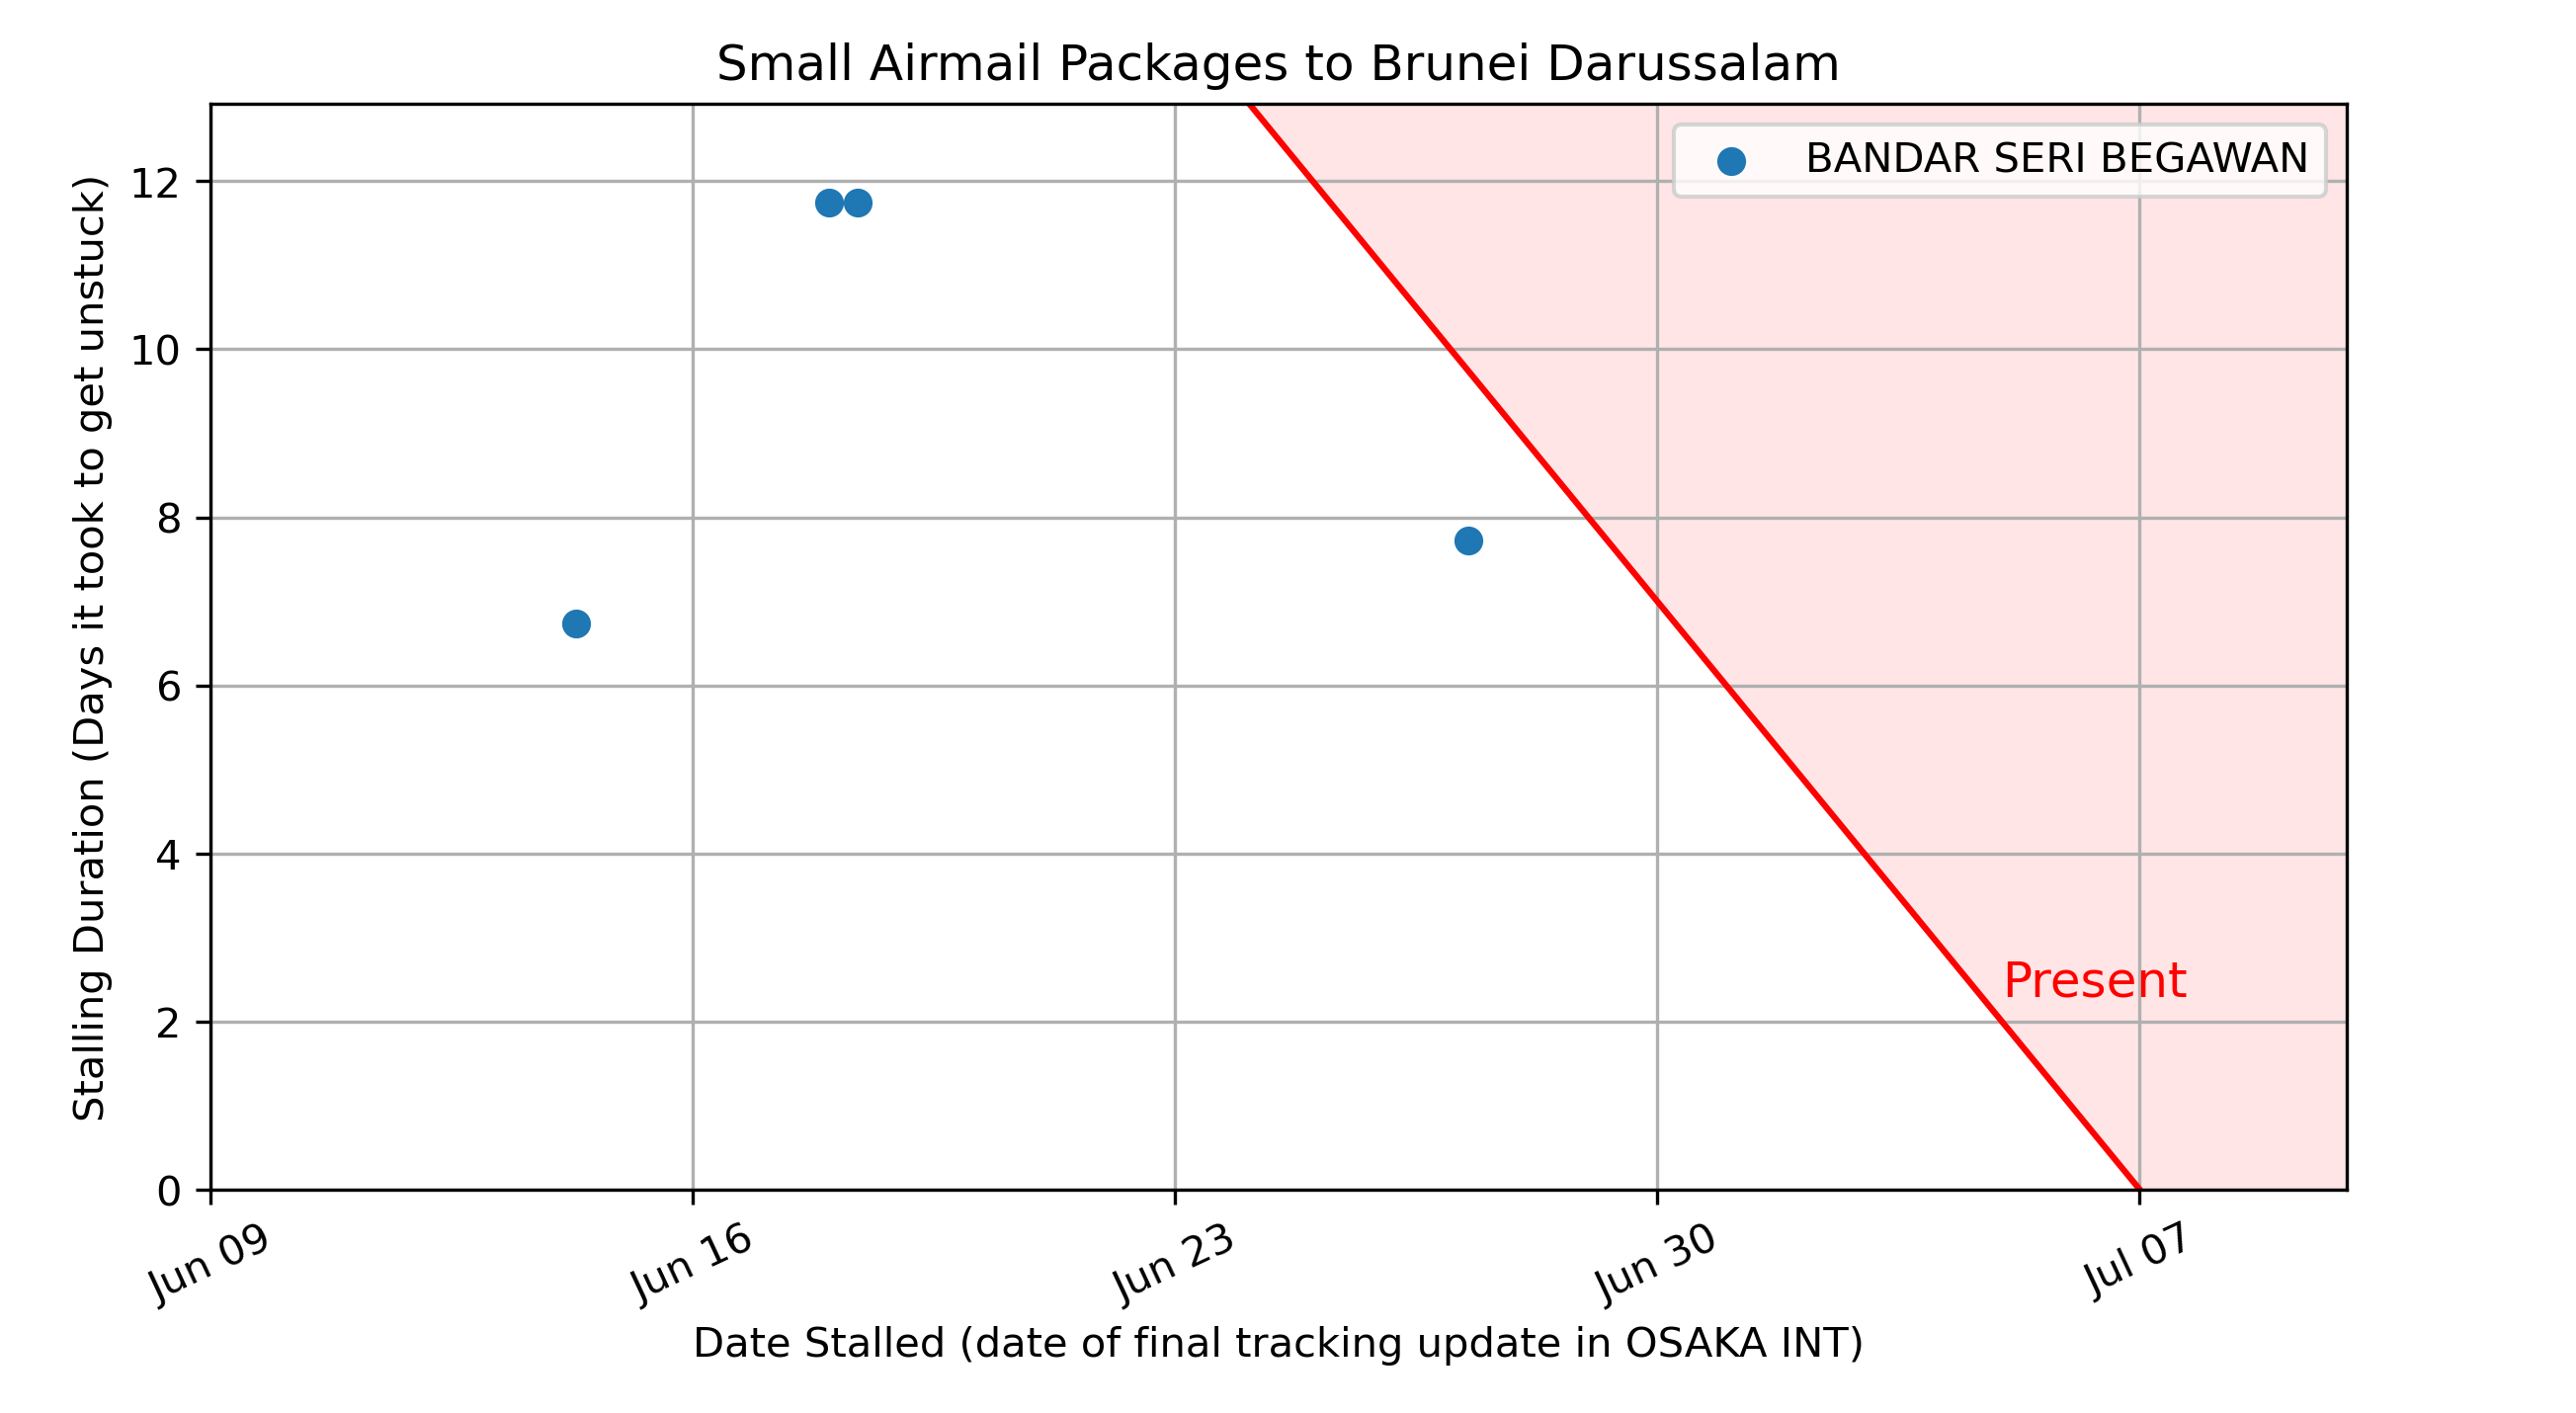 Small Airmail Packages to Brunei Darussalam
BANDAR SERI BEGAWAN
Stalling Duration (Days it took to get unstuck)
12
10
8
6
4
2
0
Present
Jun 09
Jun 16
Jun 23
Jun 30
Jul 07
Date Stalled (date of final tracking update in OSAKA INT)